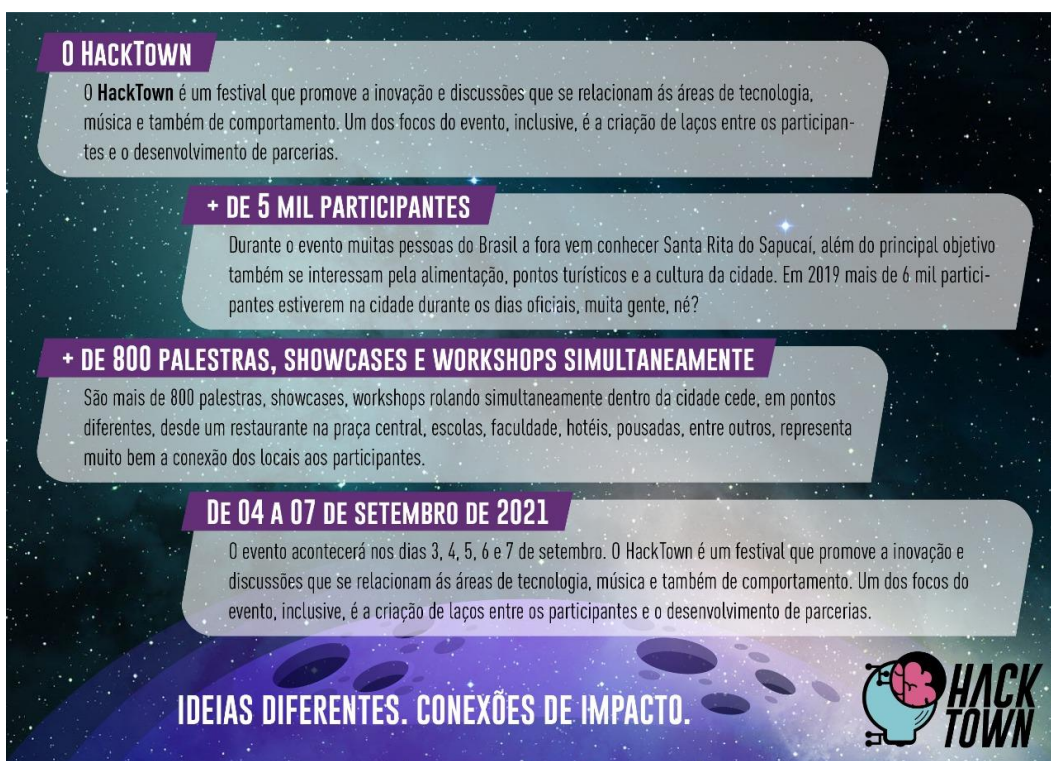 O HACKTOWN
O HackTown é um festival que promove a inovação e discussões que se relacionam ás áreas de tecnologia,
música e também de comportamento. Um dos focos do evento, inclusive, é a criação de laços entre os participan-
tes e o desenvolvimento de parcerias.
+ DE 5 MIL PARTICIPANTES
Durante o evento muitas pessoas do Brasil a fora vem conhecer Santa Rita do Sapucaí, além do principal objetivo
também se interessam pela alimentação, pontos turísticos e a cultura da cidade. Em 2019 mais de 6 mil partici-
pantes estiverem na cidade durante os dias oficiais, muita gente, né?
+ DE 800 PALESTRAS, SHOWCASES E WORKSHOPS SIMULTANEAMENTE
São mais de 800 palestras, showcases, workshops rolando simultaneamente dentro da cidade cede, em pontos
diferentes, desde um restaurante na praça central, escolas, faculdade, hotéis, pousadas, entre outros, representa
muito bem a conexão dos locais aos participantes.
DE 04 A 07 DE SETEMBRO DE 2021
O evento acontecerá nos dias 3, 4, 5, 6 e 7 de setembro. O HackTown é um festival que promove a inovação e
discussões que se relacionam ás áreas de tecnologia, música e também de comportamento. Um dos focos do
evento, inclusive, é a criação de laços entre os participantes e o desenvolvimento de parcerias.
IDEIAS DIFERENTES. CONEXÕES DE IMPACTO.
HACK
TOWN